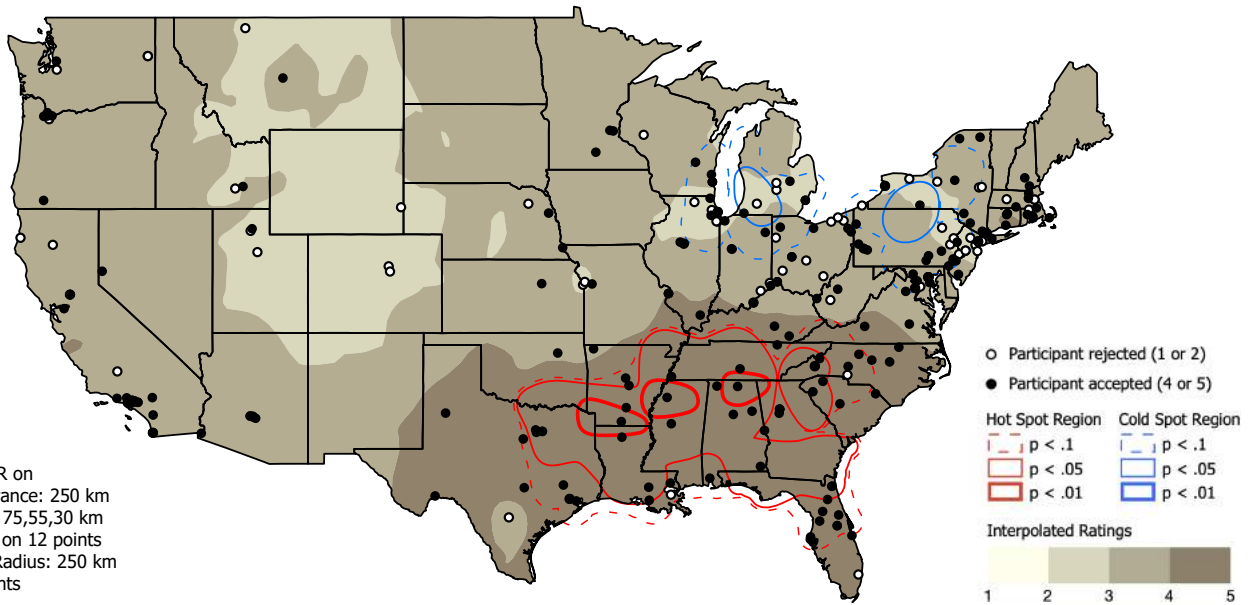 Participant rejected (1 or 2)
Participant accepted (4 or 5)
Hot Spot Region Cold Spot Region
p < .1 p < .1
p < .05 p < .05
p < .01 p < .01
Interpolated Ratings
1 2 3 4 5
R on
rance: 250 km
75,55,30 km
on 12 points
Radius: 250 km
nts